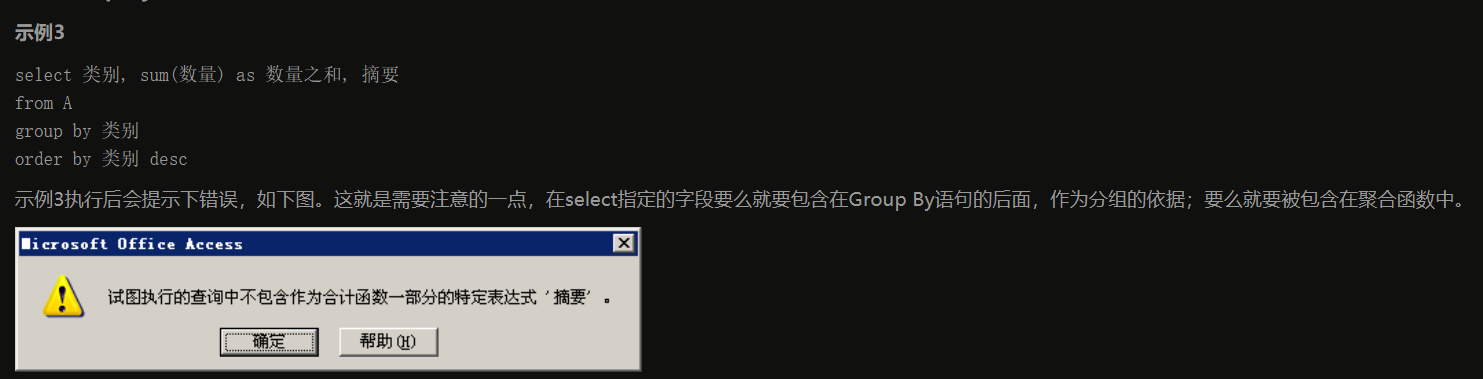 示例3
select 类别, sum(数量) as 数量之和, 摘要
from A
group by 类别
order by 类别 desc
示例3执行后会提示下错误，如下图。这就是需要注意的一点，在select指定的字段要么就要包含在Group By语句的后面，作为分组的依据；要么就要被包含在聚合函数中。
Microsoft Office Access
试图执行的查询中不包含作为合计函数一部分的特定表达式 '摘要' 。
确定
帮助(H)